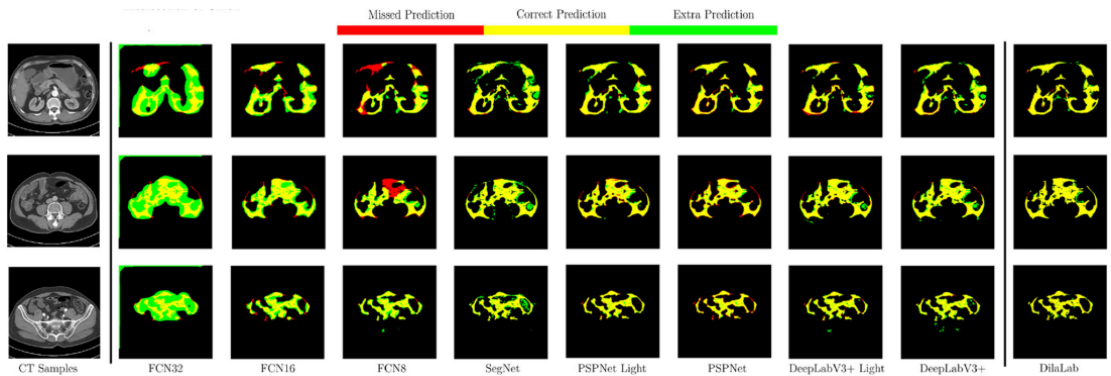 Missed Prediction Correct Prediction Extra Prediction
CT Samples FCN32 FCN16 FCN8 SegNet PSPNet Light PSPNet DeepLabV3+ Light DeepLabV3+ DilaLab